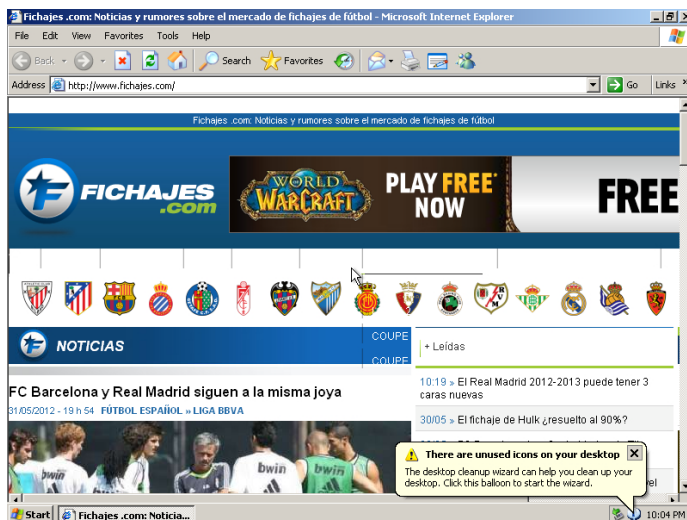 Fichajes .com: Noticias y rumores sobre el mercado de fichajes de fútbol - Microsoft Internet Explorer
File Edit View Favorites Tools Help
Back Search Favorites
Address http://www.fichajes.com/ Go Links
Fichajes .com: Noticias y rumores sobre el mercado de fichajes de fútbol
FICHAJES
.com
WORLD
WARCRAFT
PLAY FREE*
NOW
FREE
NOTICIAS
COUPE
COUPE
+ Leídas
FC Barcelona y Real Madrid siguen a la misma joya
31/05/2012 - 19 h 54 FÚTBOL ESPAÑOL » LIGA BBVA
bwin
bwin
10:19 » El Real Madrid 2012-2013 puede tener 3
caras nuevas
30/05 » El fichaje de Hulk ¿resuelto al 90%?
There are unused icons on your desktop
The desktop cleanup wizard can help you clean up your
desktop. Click this balloon to start the wizard.
Start Fichajes .com: Noticia... 10:04 PM